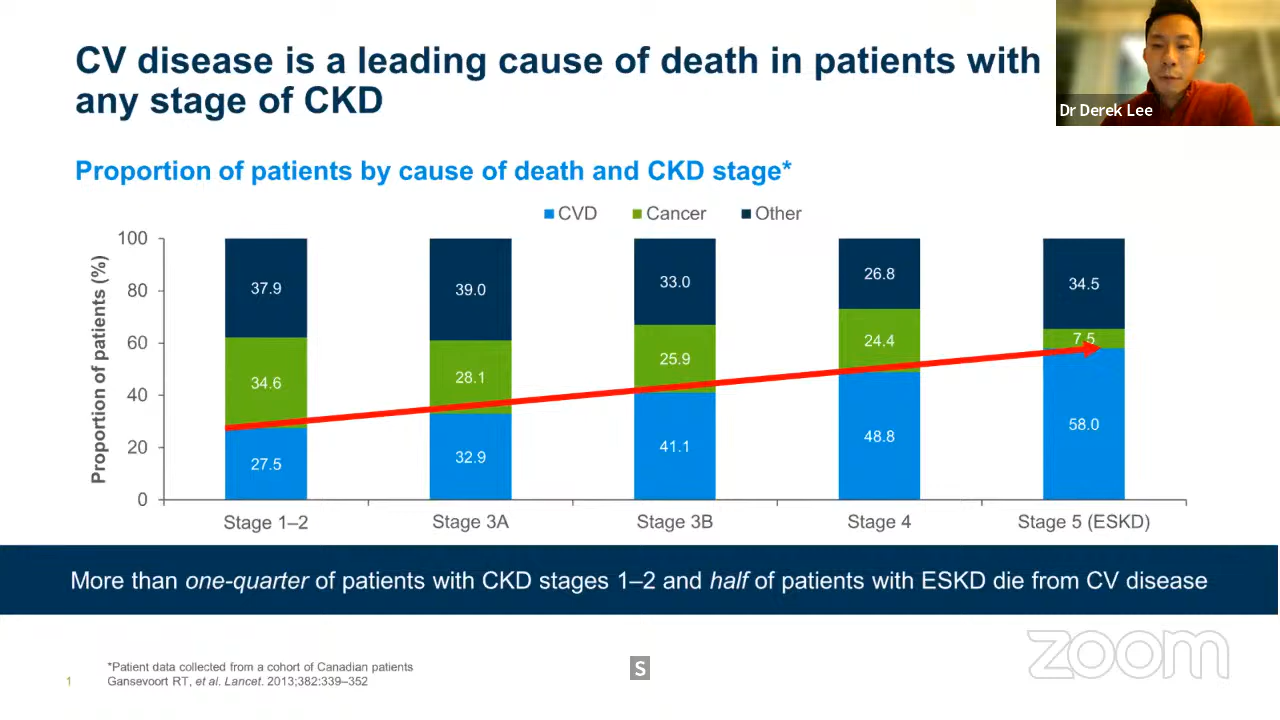 CV disease is a leading cause of death in patients with
any stage of CKD
Dr Derek Lee
Proportion of patients by cause of death and CKD stage*
CVD Cancer Other
Proportion of patients (%)
100
80
60
40
20
0
37.9 39.0 33.0 26.8 34.5
34.6 28.1 25.9 24.4 7.5
27.5 32.9 41.1 48.8 58.0
Stage 1–2 Stage 3A Stage 3B Stage 4 Stage 5 (ESKD)
More than one-quarter of patients with CKD stages 1–2 and half of patients with ESKD die from CV disease
zoom
*Patient data collected from a cohort of Canadian patients
Gansevoort RT, et al. Lancet. 2013;382:339–352
1
S